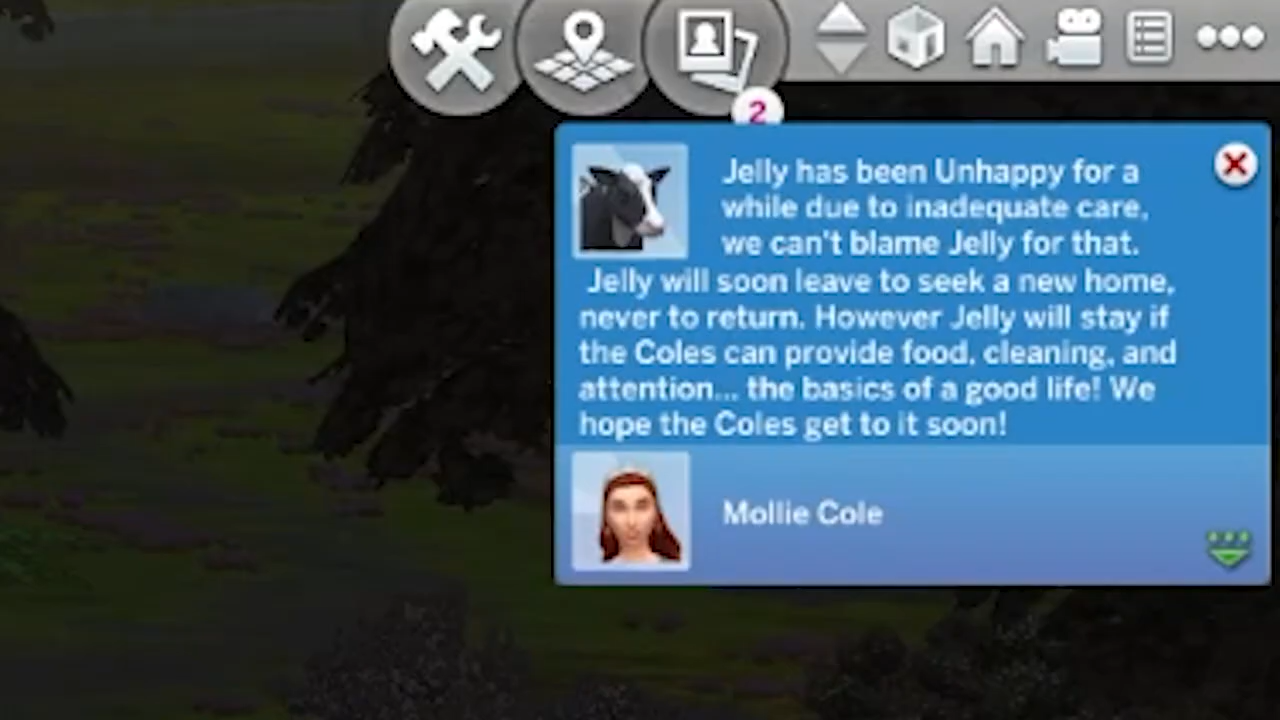 2
Jelly has been Unhappy for a
while due to inadequate care,
we can't blame Jelly for that.
Jelly will soon leave to seek a new home,
never to return. However Jelly will stay if
the Coles can provide food, cleaning, and
attention... the basics of a good life! We
hope the Coles get to it soon!
Mollie Cole